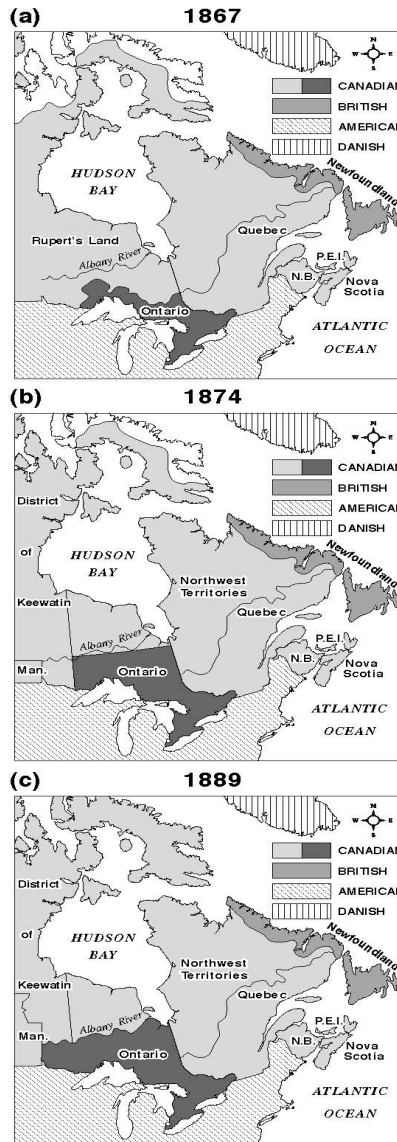 (a) 1867
N
W E
S
CANADIAN
BRITISH
AMERICAN
DANISH
HUDSON
BAY
Newfoundland
Rupert's Land
Quebec
Albany River
P.E.I.
N.B.
Nova
Scotia
Ontario
ATLANTIC
OCEAN
(b) 1874
N
W E
S
CANADIAN
BRITISH
AMERICAN
DANISH
District
of
HUDSON
BAY
Newfoundland
Northwest
Territories
Keewatin
Quebec
Albany River
P.E.I.
N.B.
Man.
Ontario
Nova
Scotia
ATLANTIC
OCEAN
(c) 1889
N
W E
S
CANADIAN
BRITISH
AMERICAN
DANISH
District
of
HUDSON
BAY
Newfoundland
Northwest
Territories
Keewatin
Quebec
Albany River
P.E.I.
N.B.
Man.
Ontario
Nova
Scotia
ATLANTIC
OCEAN